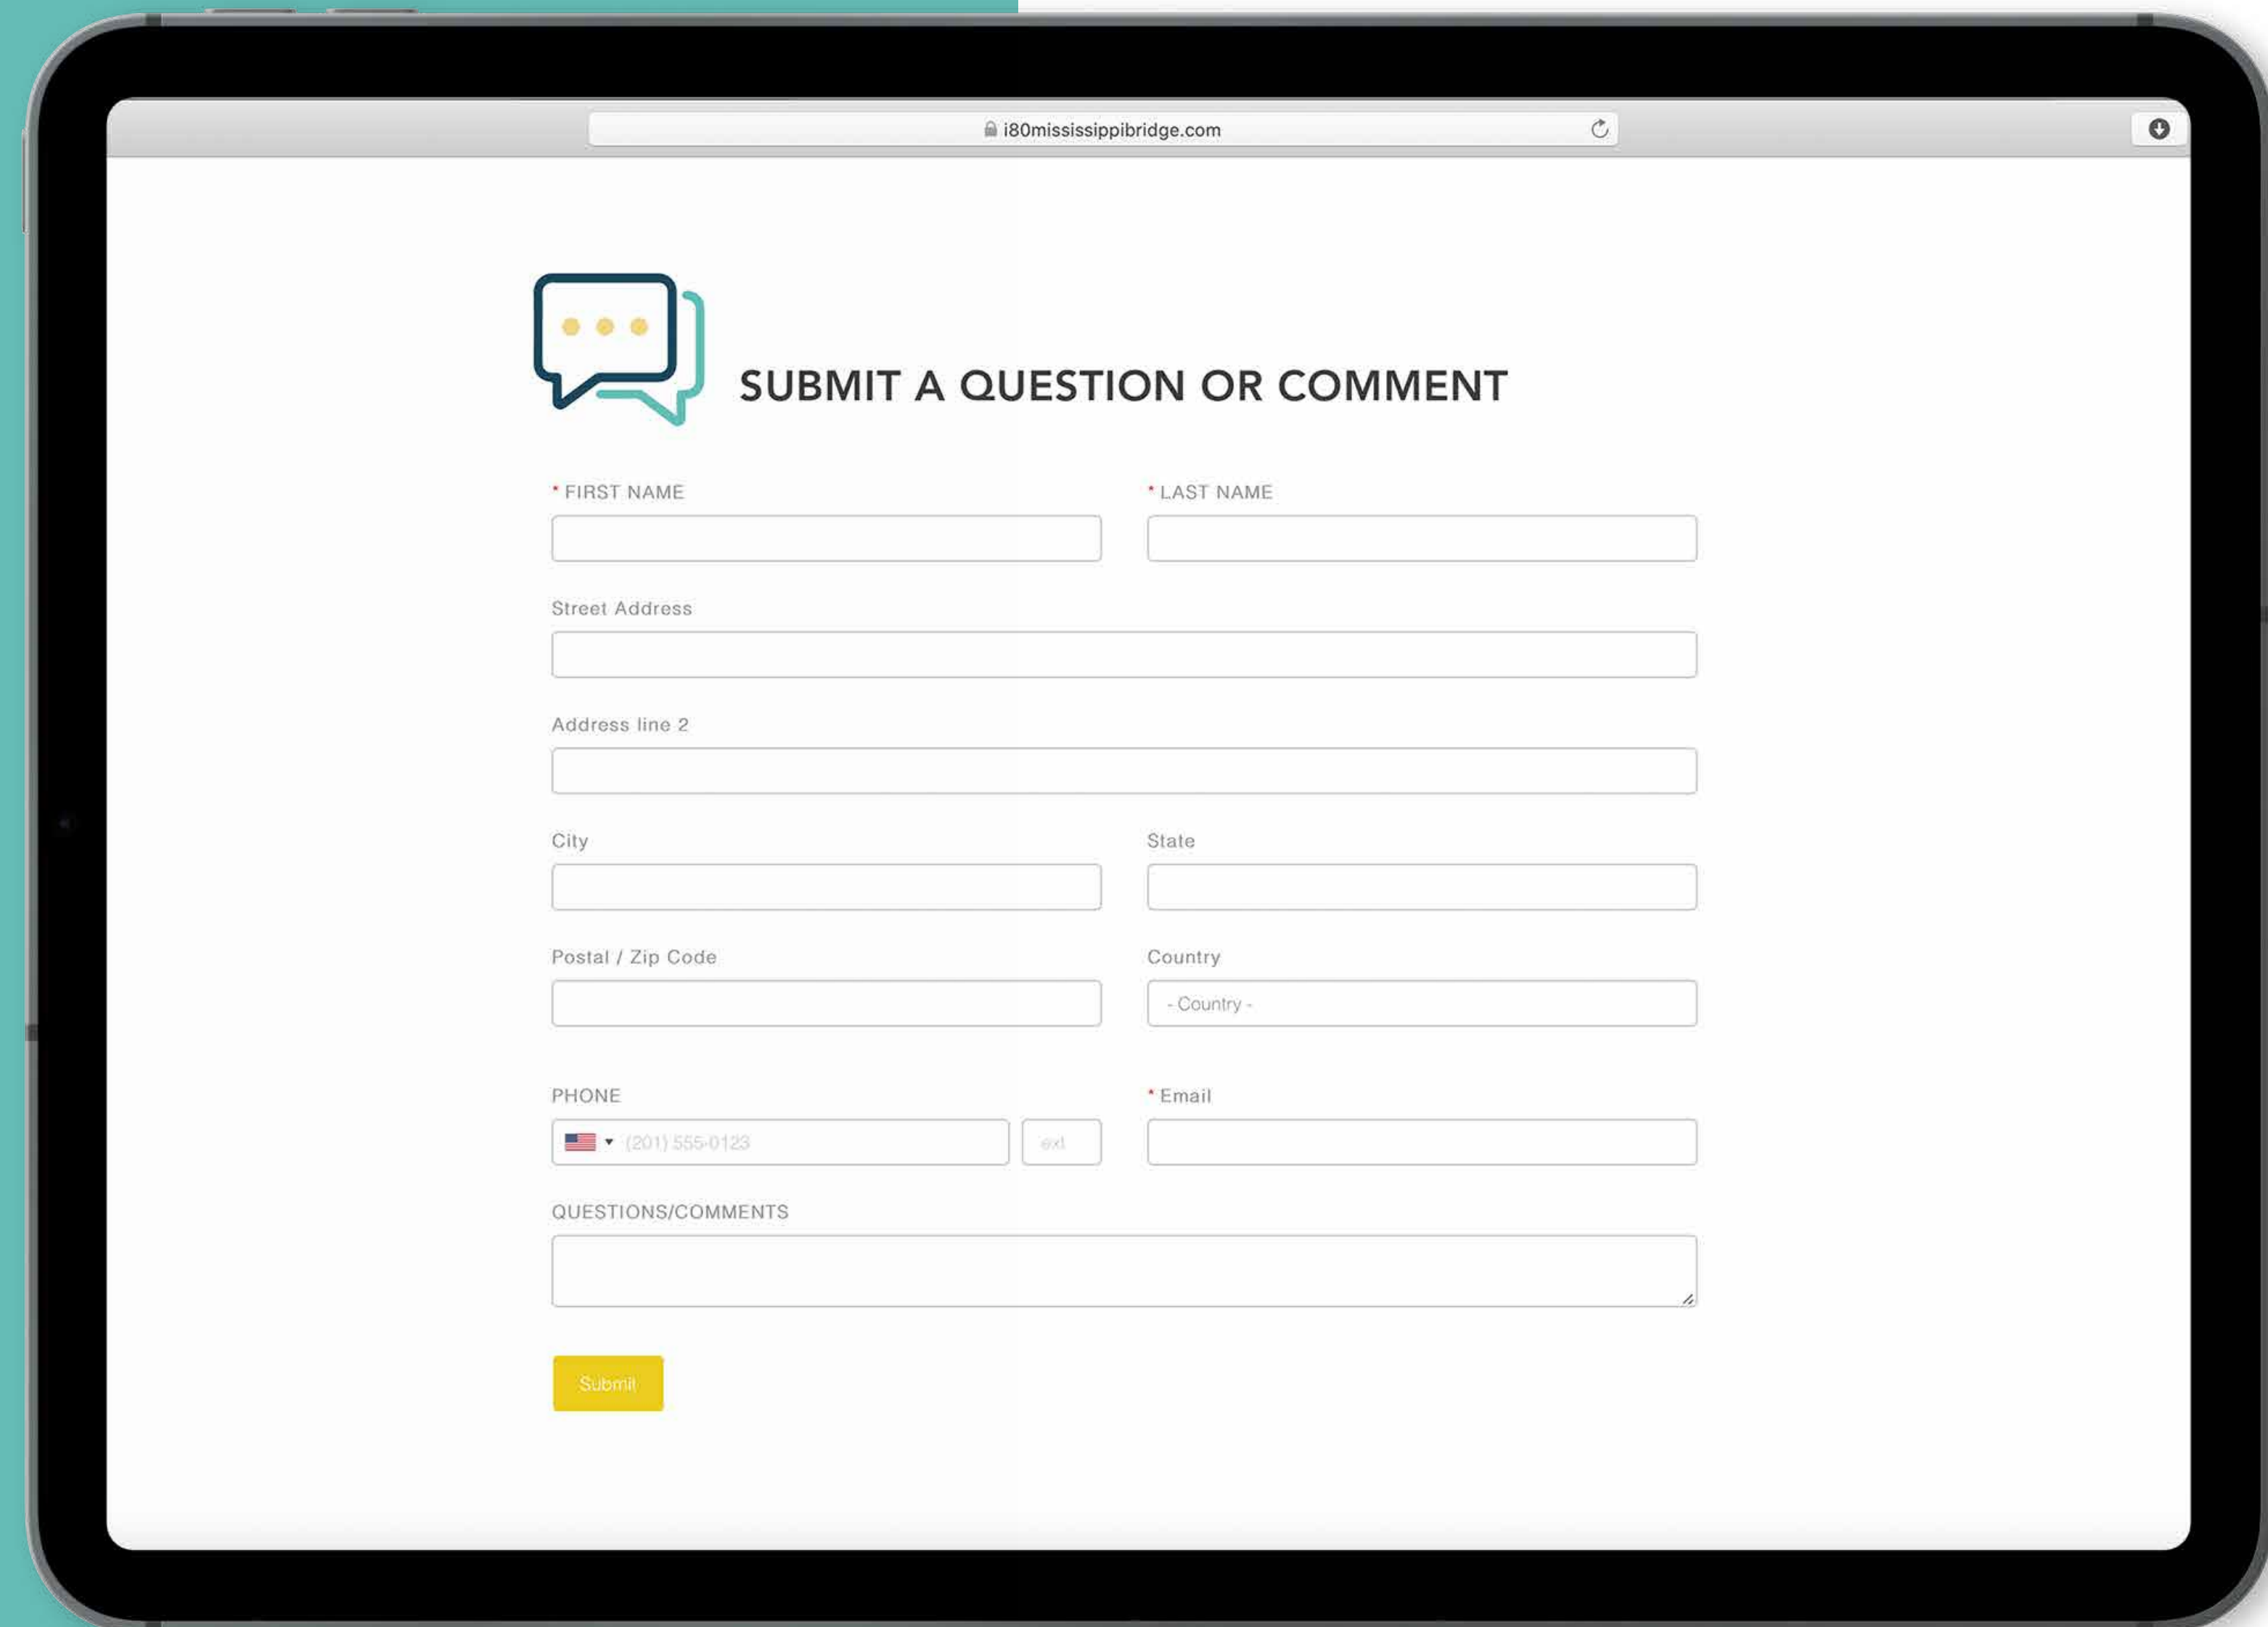 i80mississippibridge.com
SUBMIT A QUESTION OR COMMENT
* FIRST NAME
* LAST NAME
Street Address
Address line 2
City
State
Postal / Zip Code
Country
- Country -
PHONE
* Email
(201) 555-0123
ext
QUESTIONS/COMMENTS
Submit